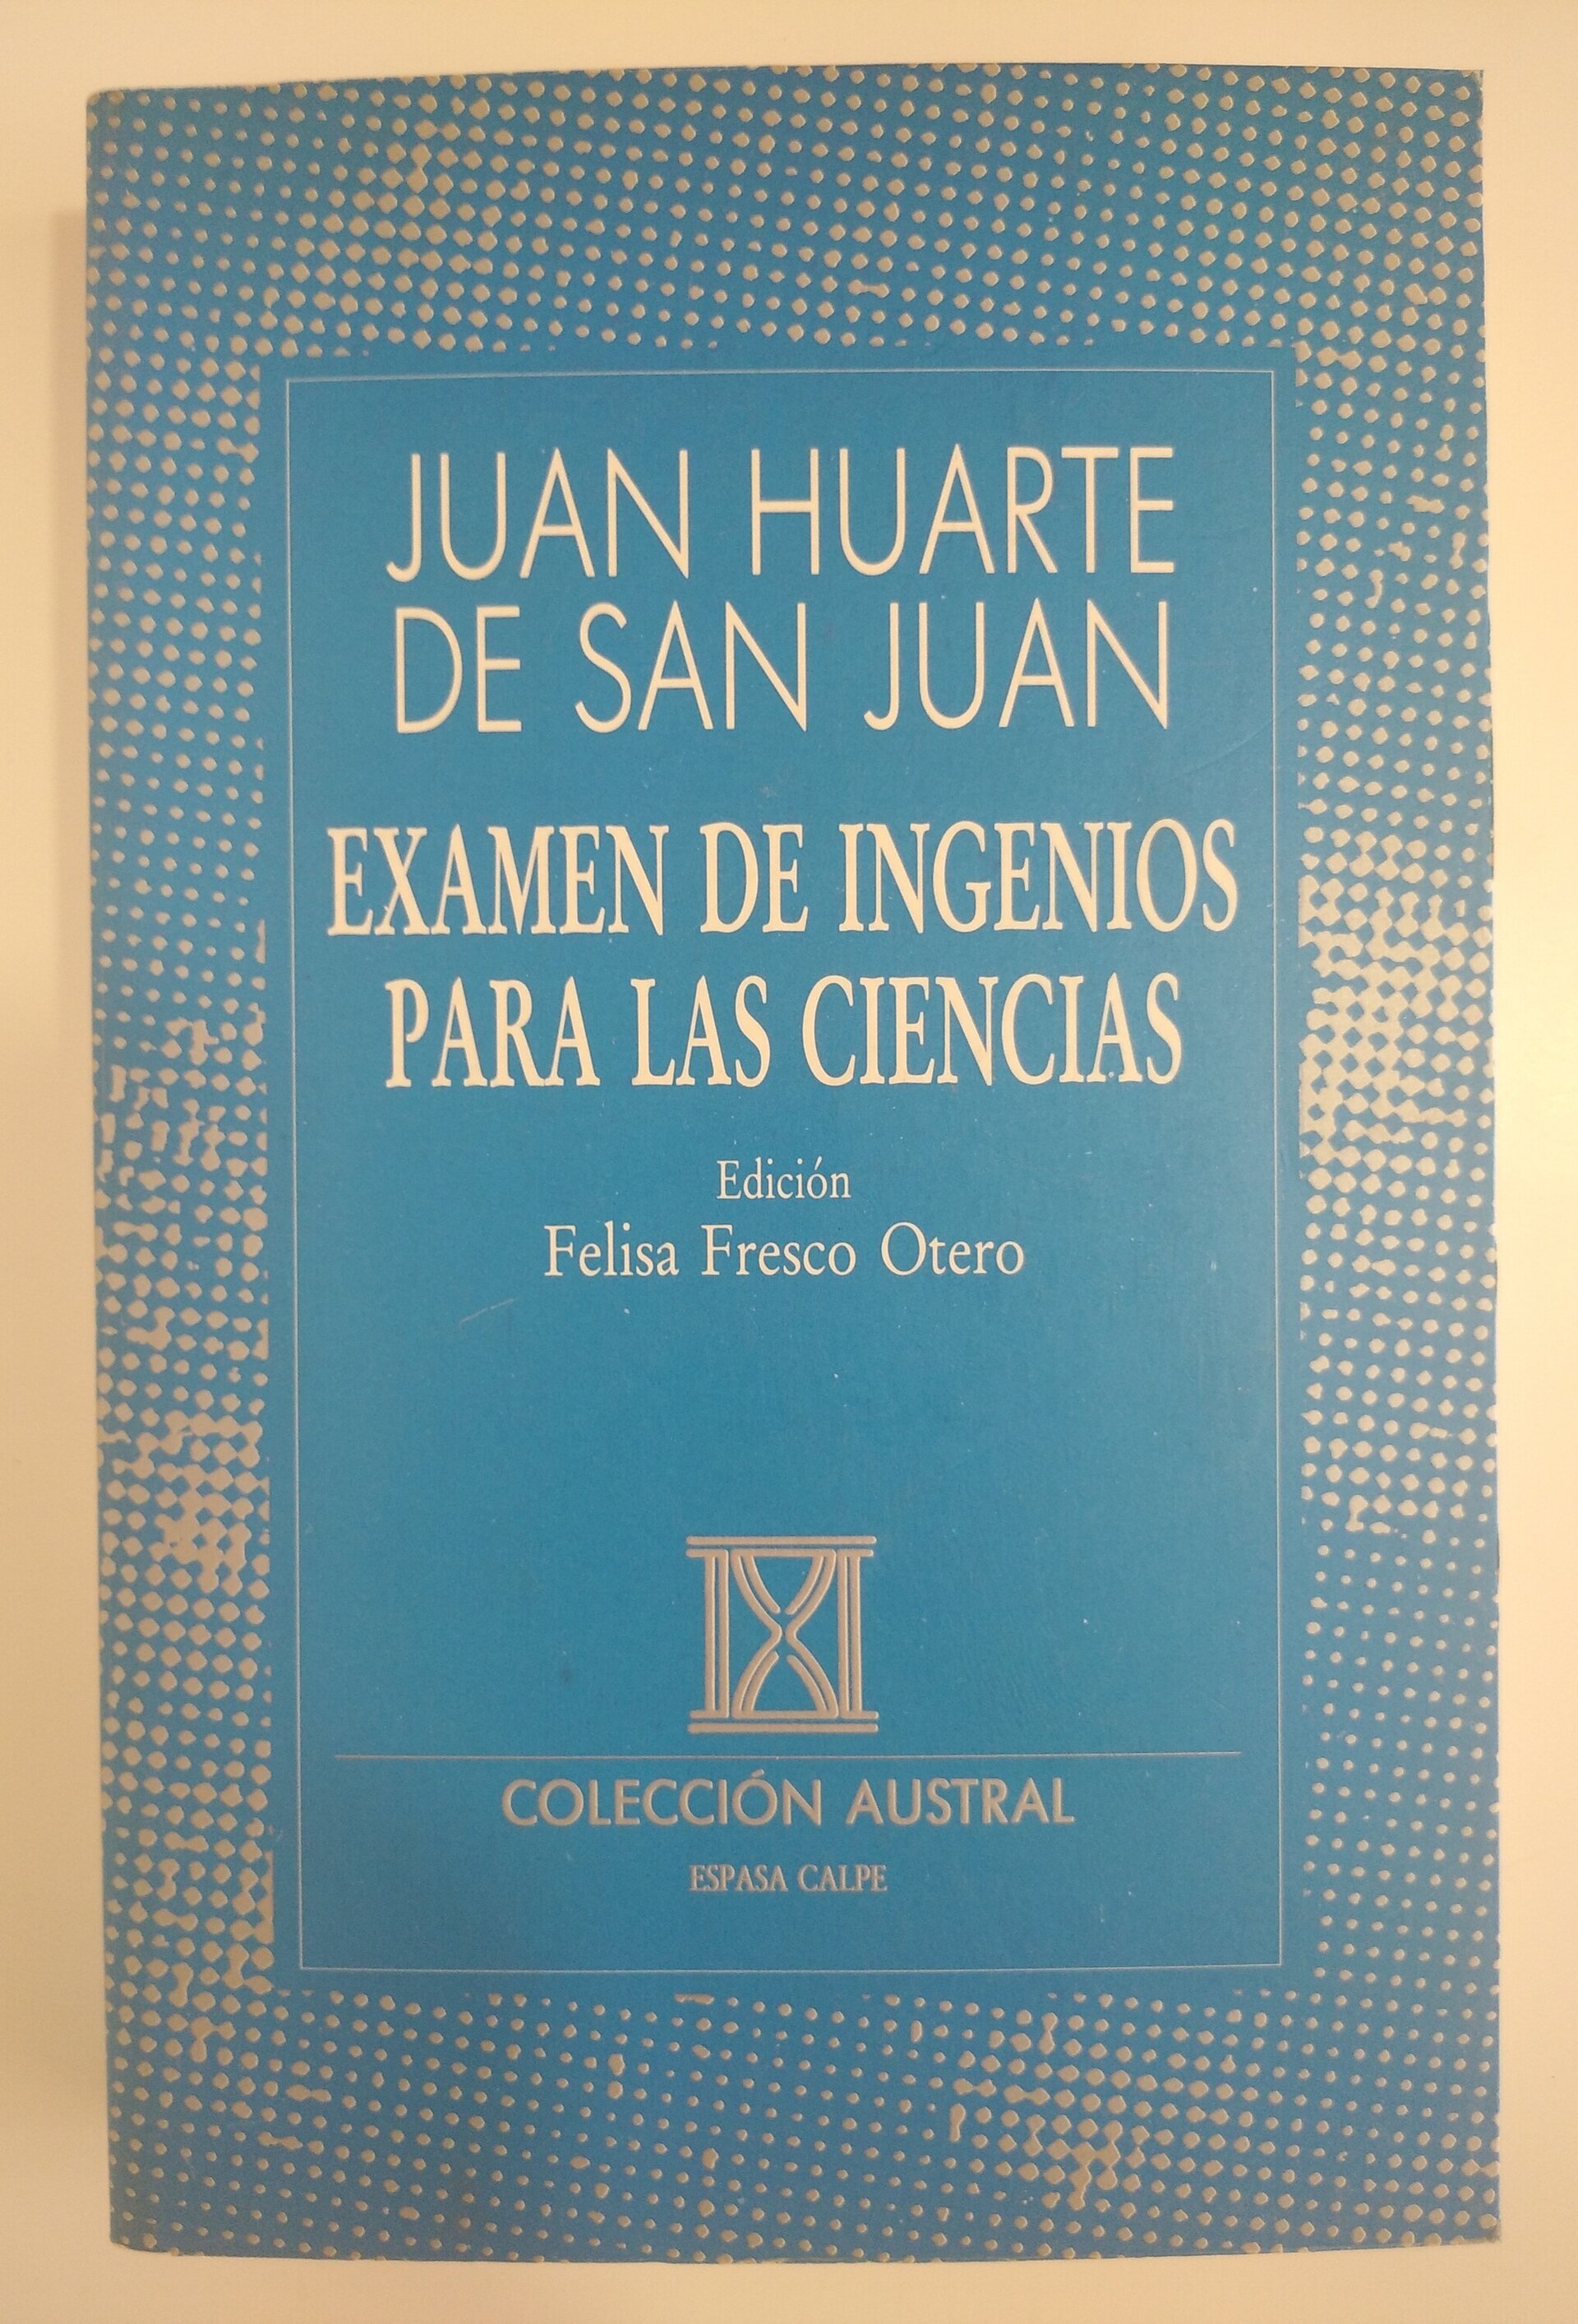 JUAN HUARTE
DE SAN JUAN
EXAMEN DE INGENIOS
PARA LAS CIENCIAS
Edición
Felisa Fresco Otero
COLECCIÓN AUSTRAL
ESPASA CALPE